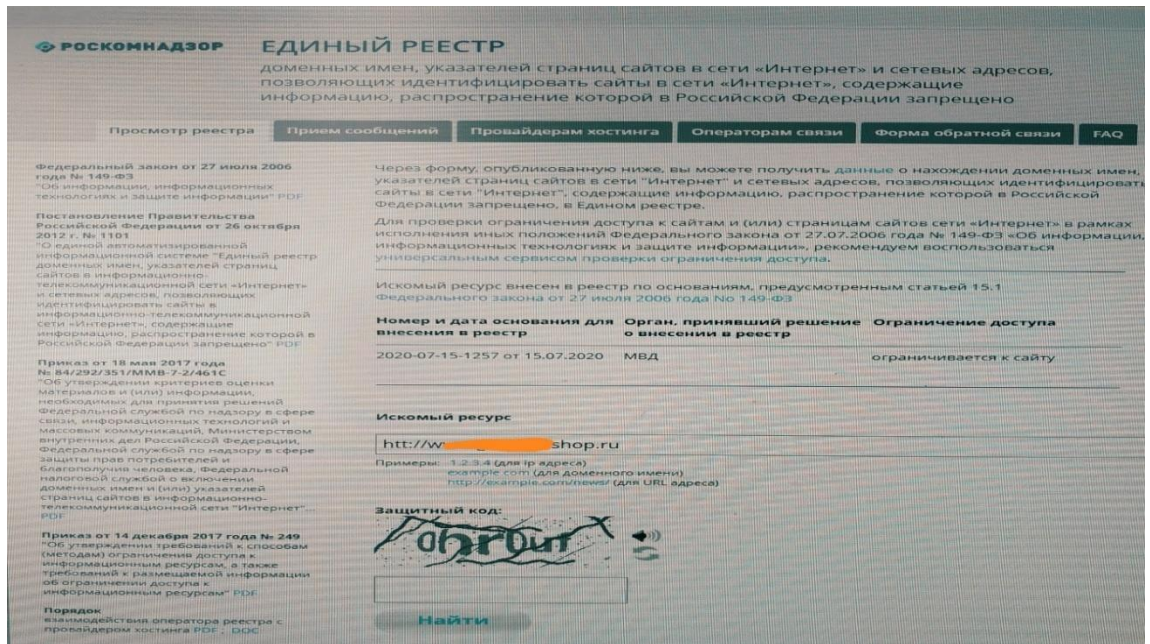 РОСКОМНАДЗОР
ЕДИНЫЙ РЕЕСТР
доменных имен, указателей страниц сайтов в сети «Интернет» и сетевых адресов,
позволяющих идентифицировать сайты в сети «Интернет», содержащие
информацию, распространение которой в Российской Федерации запрещено
Просмотр реестра
Прием сообщений
Провайдерам хостинга
Операторам связи
Форма обратной связи
FAQ
Федеральный закон от 27 июля 2006
года № 149-ФЗ
"Об информации, информационных
технологиях и защите информации" PDF
Постановление Правительства
Российской Федерации от 26 октября
2012 г. № 1101
"О единой автоматизированной
информационной системе "Единый реестр
доменных имен, указателей страниц
сайтов в информационно-
телекоммуникационной сети «Интернет»
и сетевых адресов, позволяющих
идентифицировать сайты в
информационно-телекоммуникационной
сети «Интернет», содержащие
информацию, распространение которой в
Российской Федерации запрещено" PDF
Приказ от 18 мая 2017 года
№ 84/292/351/ММВ-7-2/461С
"Об утверждении критериев оценки
материалов и (или) информации,
необходимых для принятия решений
Федеральной службой по надзору в сфере
связи, информационных технологий и
массовых коммуникаций, Министерством
внутренних дел Российской Федерации,
Федеральной службой по надзору в сфере
защиты прав потребителей и
благополучия человека, Федеральной
налоговой службой о включении
доменных имен и (или) указателей
страниц сайтов в информационно-
телекоммуникационной сети "Интернет"
PDF
Приказ от 14 декабря 2017 года № 249
"Об утверждении требований к способам
(методам) ограничения доступа к
информационным ресурсам, а также
требований к размещаемой информации
об ограничении доступа к
информационным ресурсам" PDF
Порядок
взаимодействия оператора реестра с
провайдером хостинга PDF ; DOC
Через форму, опубликованную ниже, вы можете получить данные о нахождении доменных имен,
указателей страниц сайтов в сети "Интернет" и сетевых адресов, позволяющих идентифицировать
сайты в сети "Интернет", содержащие информацию, распространение которой в Российской
Федерации запрещено, в Едином реестре.
Для проверки ограничения доступа к сайтам и (или) страницам сайтов сети «Интернет» в рамках
исполнения иных положений Федерального закона от 27.07.2006 года № 149-ФЗ «Об информации,
информационных технологиях и защите информации», рекомендуем воспользоваться
универсальным сервисом проверки ограничения доступа.
Искомый ресурс внесен в реестр по основаниям, предусмотренным статьей 15.1
Федерального закона от 27 июля 2006 года No 149-ФЗ
Номер и дата основания для
внесения в реестр
Орган, принявший решение
о внесении в реестр
Ограничение доступа
2020-07-15-1257 от 15.07.2020
МВД
ограничивается к сайту
Искомый ресурс
htt://w shop.ru
Примеры: 1.2.3.4 (для ip адреса)
example.com (для доменного имени)
http://example.com/news/ (для URL адреса)
Защитный код:
Найти